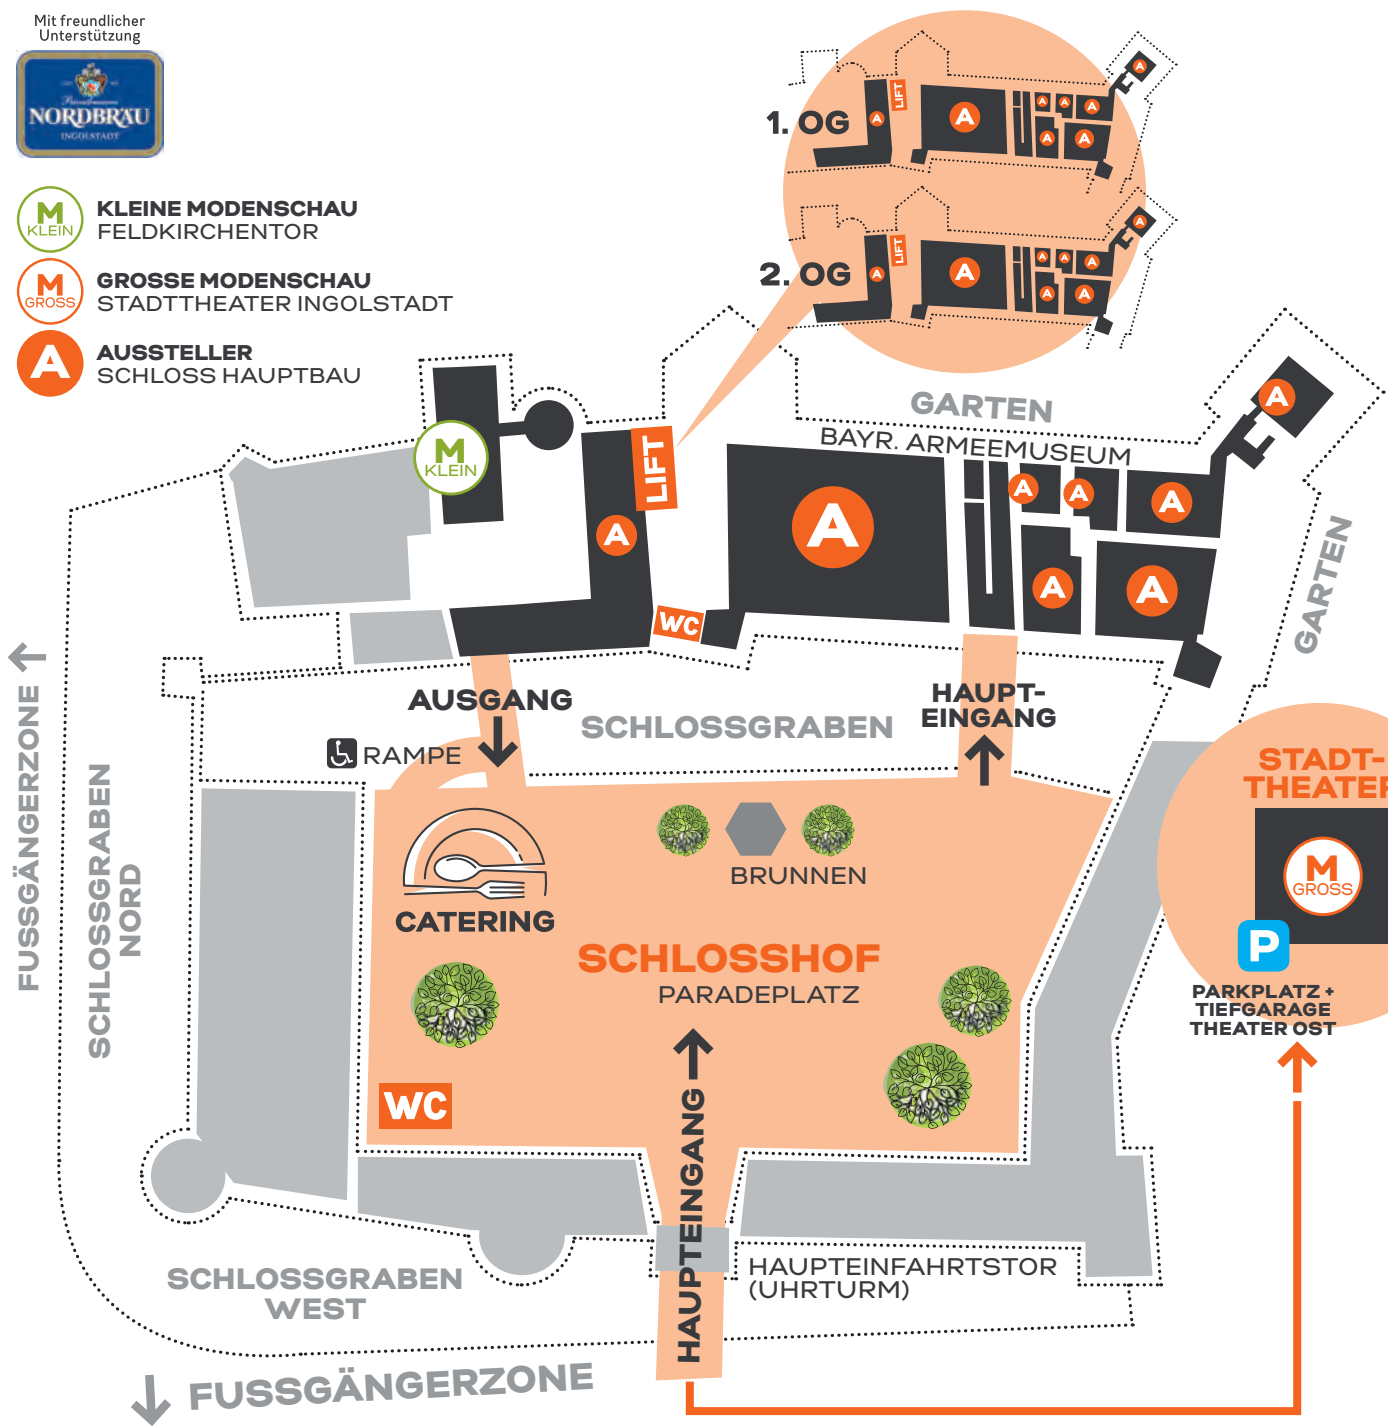 Mit freundlicher
Unterstützung
Privatbrauerei
NORDBRÄU
INGOLSTADT
M
KLEIN
KLEINE MODENSCHAU
FELDKIRCHENTOR
M
GROSS
GROSSE MODENSCHAU
STADTTHEATER INGOLSTADT
A
AUSSTELLER
SCHLOSS HAUPTBAU
1. OG
LIFT
A
A
A
A
A
A
A
A
2. OG
LIFT
A
A
A
A
A
A
A
A
GARTEN
BAYR. ARMEEMUSEUM
M
KLEIN
LIFT
A
A
A
A
A
A
A
A
WC
GARTEN
AUSGANG
SCHLOSSGRABEN
HAUPT-
EINGANG
RAMPE
FUSSGÄNGERZONE
SCHLOSSGRABEN
NORD
CATERING
BRUNNEN
SCHLOSSHOF
PARADEPLATZ
STADT-
THEATER
M
GROSS
P
PARKPLATZ +
TIEFGARAGE
THEATER OST
WC
HAUPTEINGANG
HAUPTEINFAHRTSTOR
(UHRTURM)
SCHLOSSGRABEN
WEST
FUSSGÄNGERZONE